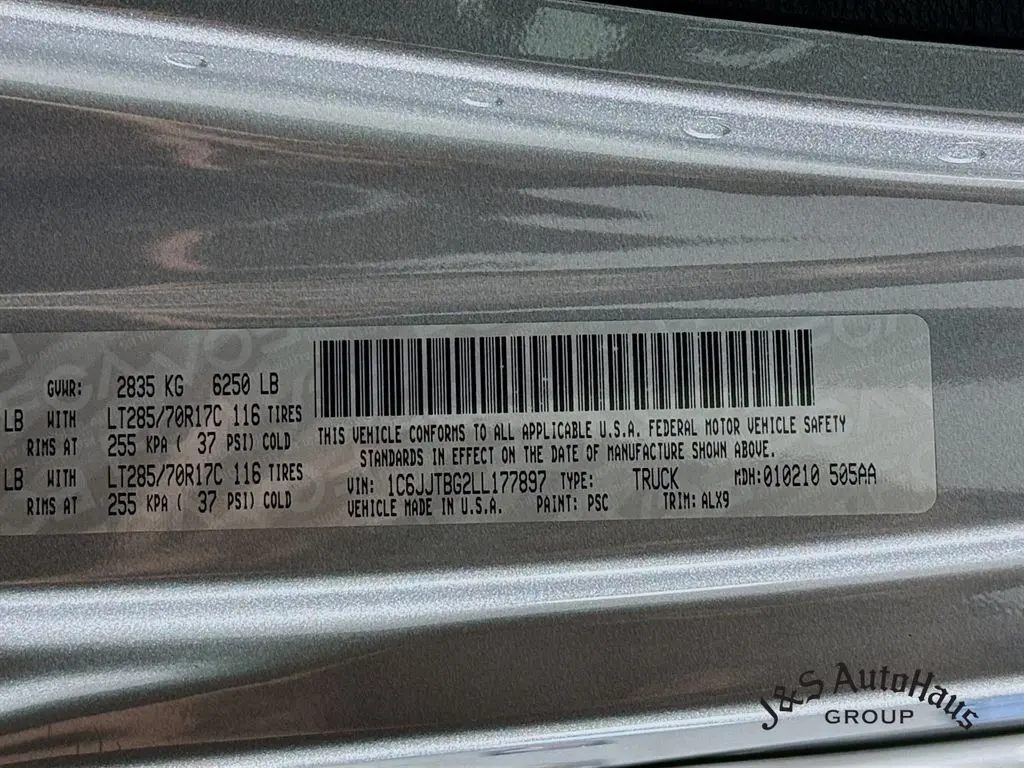 GVWR: 2835 KG 6250 LB
LB WITH LT285/70R17C 116 TIRES
RIMS AT 255 KPA ( 37 PSI) COLD
LB WITH LT285/70R17C 116 TIRES
RIMS AT 255 KPA ( 37 PSI) COLD
THIS VEHICLE CONFORMS TO ALL APPLICABLE U.S.A. FEDERAL MOTOR VEHICLE SAFETY
STANDARDS IN EFFECT ON THE DATE OF MANUFACTURE SHOWN ABOVE.
VIN: 1C6JJTBG2LL177897 TYPE: TRUCK MDH:010210 505AA
VEHICLE MADE IN U.S.A. PAINT: PSC TRIM: ALX9
J&S AutoHaus
GROUP